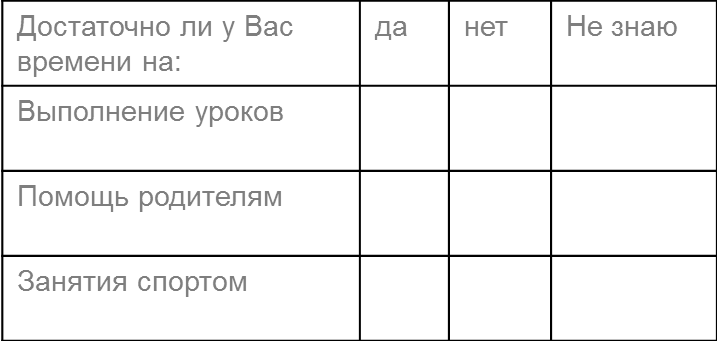 Достаточно ли у Вас времени на: да нет Не знаю
Выполнение уроков
Помощь родителям
Занятия спортом